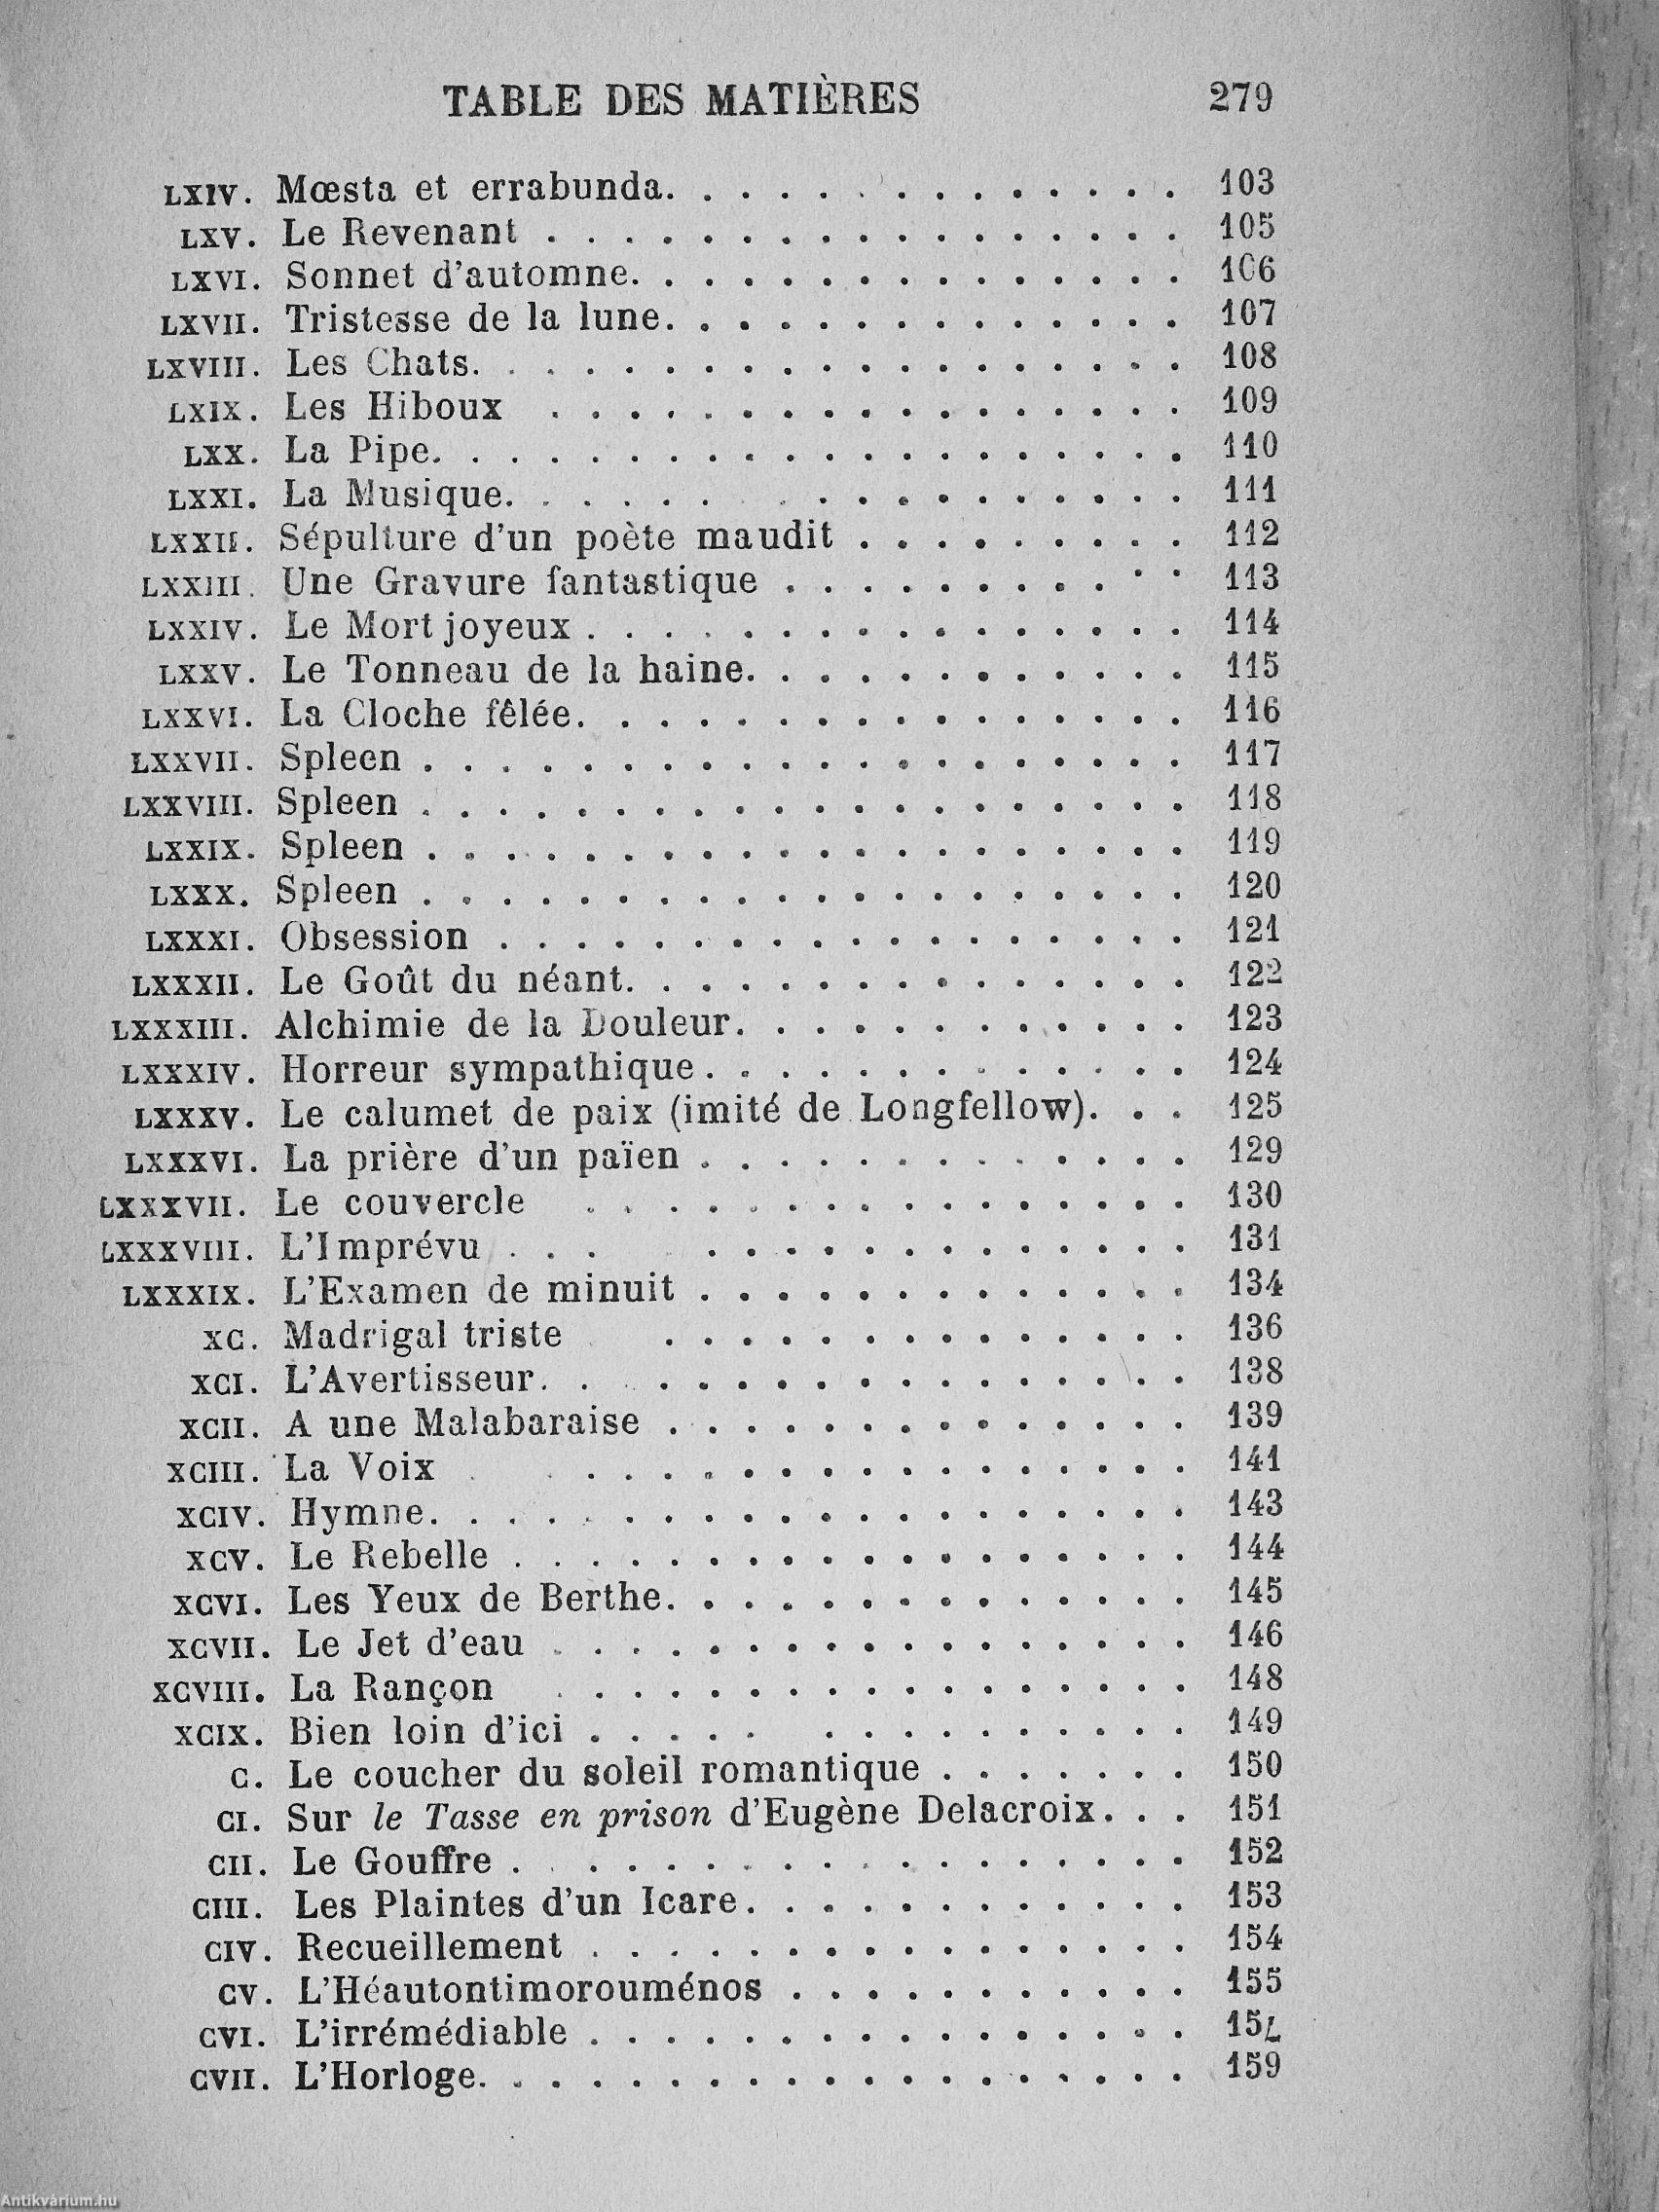 TABLE DES MATIÈRES 279
LXIV. Mœsta et errabunda. . . . . . . . . . . . . . 103
LXV. Le Revenant . . . . . . . . . . . . . . . . . 105
LXVI. Sonnet d'automne. . . . . . . . . . . . . . . 106
LXVII. Tristesse de la lune. . . . . . . . . . . . . . 107
LXVIII. Les Chats. . . . . . . . . . . . . . . . . . . 108
LXIX. Les Hiboux . . . . . . . . . . . . . . . . . 109
LXX. La Pipe. . . . . . . . . . . . . . . . . . . . 110
LXXI. La Musique. . . . . . . . . . . . . . . . . 111
LXXII. Sépulture d'un poète maudit . . . . . . . . . 112
LXXIII. Une Gravure fantastique . . . . . . . . . . . 113
LXXIV. Le Mort joyeux . . . . . . . . . . . . . . . . 114
LXXV. Le Tonneau de la haine. . . . . . . . . . . . 115
LXXVI. La Cloche fêlée. . . . . . . . . . . . . . . . 116
LXXVII. Spleen . . . . . . . . . . . . . . . . . . . . 117
LXXVIII. Spleen . . . . . . . . . . . . . . . . . . . . 118
LXXIX. Spleen . . . . . . . . . . . . . . . . . . . . 119
LXXX. Spleen . . . . . . . . . . . . . . . . . . . . 120
LXXXI. Obsession . . . . . . . . . . . . . . . . . . 121
LXXXII. Le Goût du néant. . . . . . . . . . . . . . . 122
LXXXIII. Alchimie de la Douleur. . . . . . . . . . . . 123
LXXXIV. Horreur sympathique . . . . . . . . . . . . . 124
LXXXV. Le calumet de paix (imité de Longfellow). . . 125
LXXXVI. La prière d'un païen . . . . . . . . . . . . . 129
LXXXVII. Le couvercle . . . . . . . . . . . . . . . . 130
LXXXVIII. L'Imprévu . . . . . . . . . . . . . . . . 131
LXXXIX. L'Examen de minuit . . . . . . . . . . . . . 134
XC. Madrigal triste . . . . . . . . . . . . . . 136
XCI. L'Avertisseur. . . . . . . . . . . . . . . . . 138
XCII. A une Malabaraise . . . . . . . . . . . . . . 139
XCIII. La Voix . . . . . . . . . . . . . . . . . 141
XCIV. Hymne. . . . . . . . . . . . . . . . . . . . 143
XCV. Le Rebelle . . . . . . . . . . . . . . . . . . 144
XCVI. Les Yeux de Berthe. . . . . . . . . . . . . . 145
XCVII. Le Jet d'eau . . . . . . . . . . . . . . . . . 146
XCVIII. La Rançon . . . . . . . . . . . . . . . . . 148
XCIX. Bien loin d'ici . . . . . . . . . . . . . . . 149
C. Le coucher du soleil romantique . . . . . . . 150
CI. Sur le Tasse en prison d'Eugène Delacroix. . . 151
CII. Le Gouffre . . . . . . . . . . . . . . . . . . 152
CIII. Les Plaintes d'un Icare. . . . . . . . . . . . 153
CIV. Recueillement . . . . . . . . . . . . . . . . 154
CV. L'Héautontimorouménos . . . . . . . . . . . 155
CVI. L'irrémédiable . . . . . . . . . . . . . . . .
CVII. L'Horloge. . . . . . . . . . . . . . . . . . . 159
Antikvárium.hu